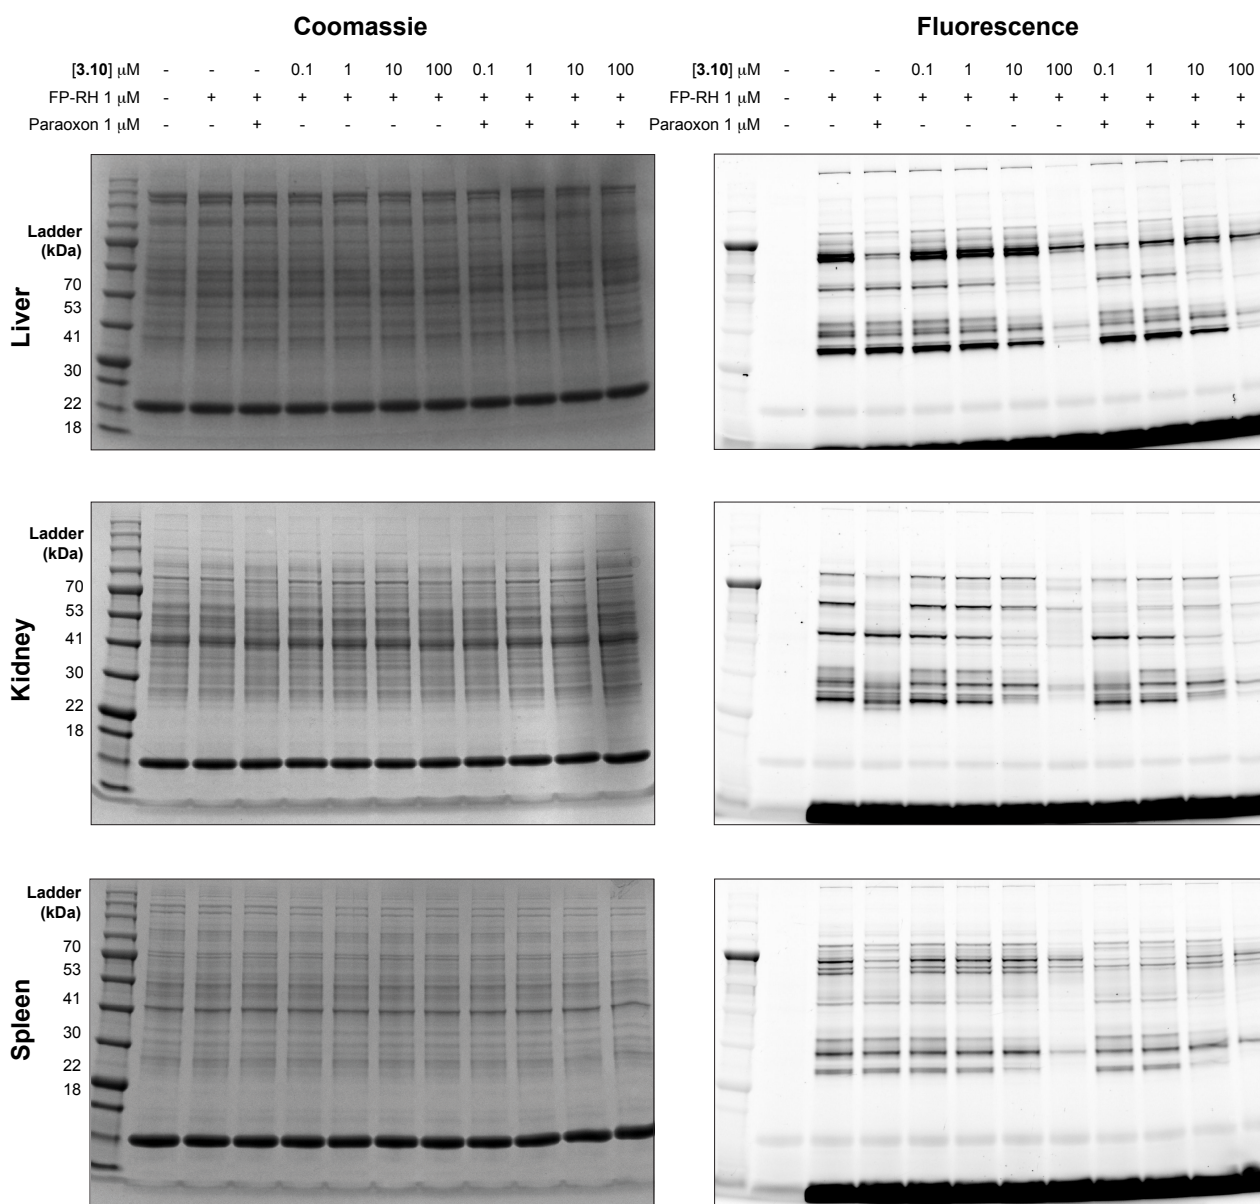 Coomassie
Fluorescence
[3.10] μM - - - 0.1 1 10 100 0.1 1 10 100
FP-RH 1 μM - + + + + + + + + + +
Paraoxon 1 μM - - + - - - - + + + +
[3.10] μM - - - 0.1 1 10 100 0.1 1 10 100
FP-RH 1 μM - + + + + + + + + + +
Paraoxon 1 μM - - + - - - - + + + +
Liver
Ladder
(kDa)
70
53
41
30
22
18
Kidney
Ladder
(kDa)
70
53
41
30
22
18
Spleen
Ladder
(kDa)
70
53
41
30
22
18